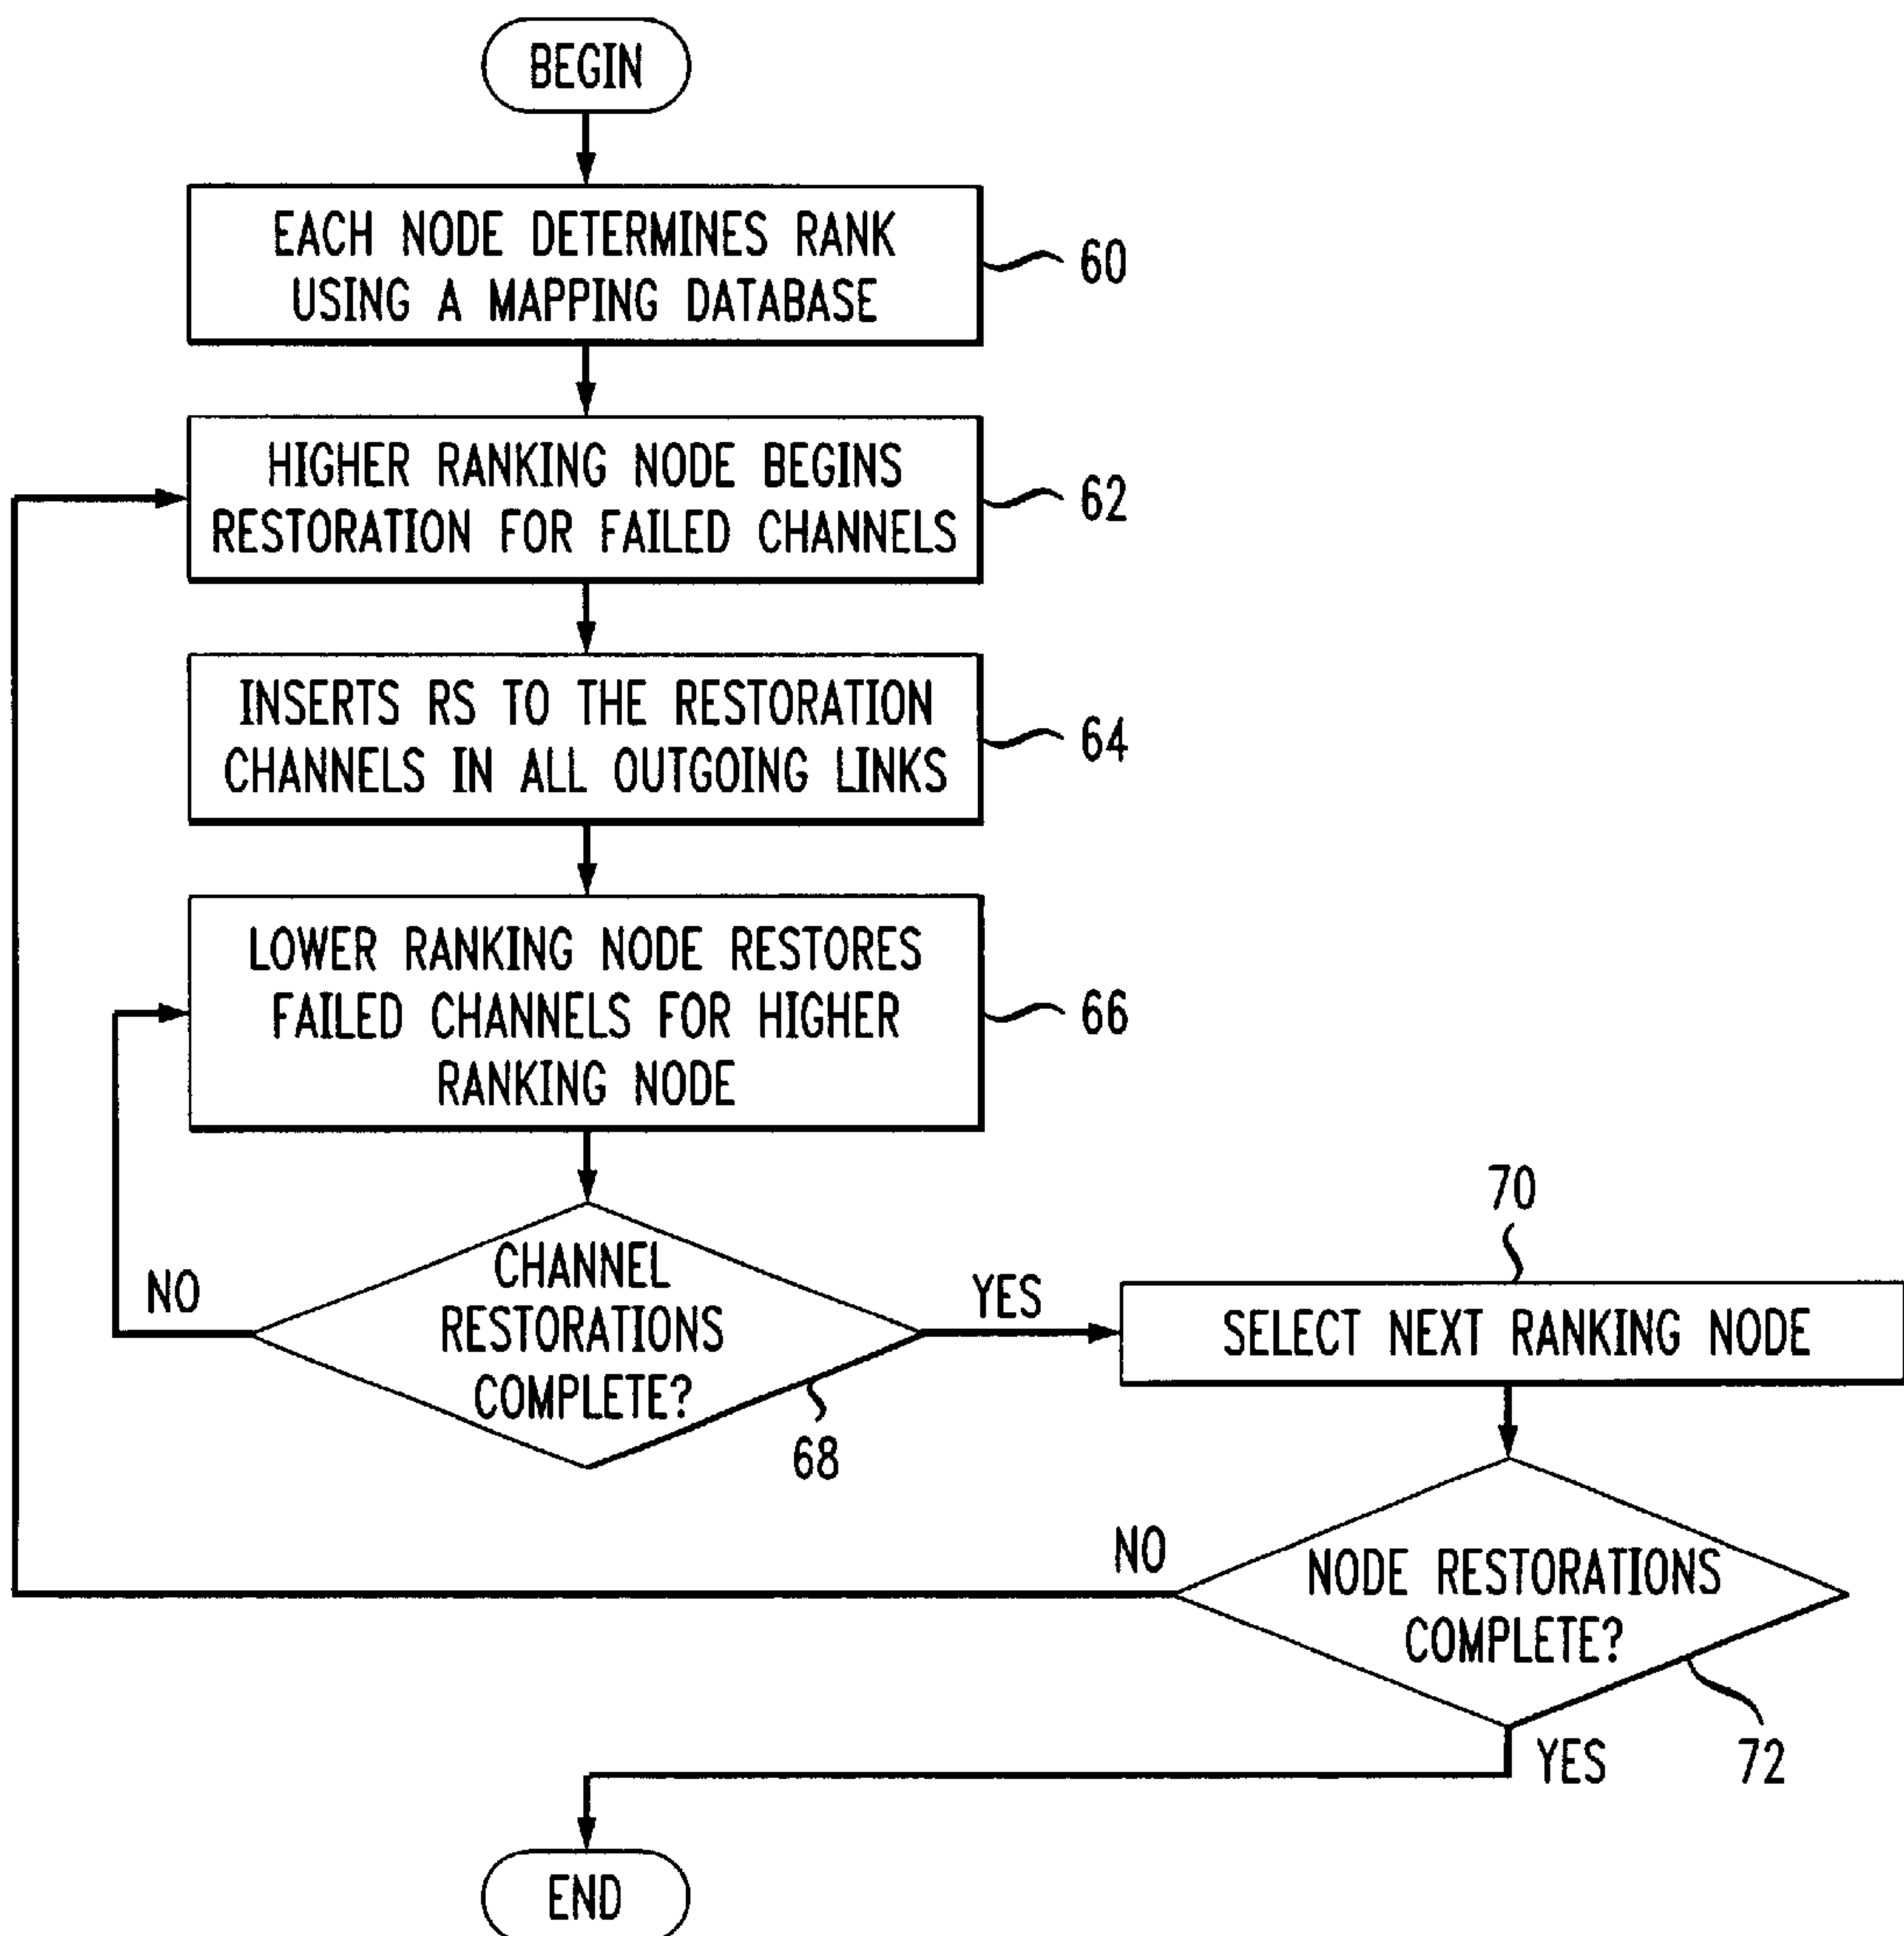 BEGIN
EACH NODE DETERMINES RANK
USING A MAPPING DATABASE
60
HIGHER RANKING NODE BEGINS
RESTORATION FOR FAILED CHANNELS
62
INSERTS RS TO THE RESTORATION
CHANNELS IN ALL OUTGOING LINKS
64
LOWER RANKING NODE RESTORES
FAILED CHANNELS FOR HIGHER
RANKING NODE
66
CHANNEL
RESTORATIONS
COMPLETE?
68
NO
YES
70
SELECT NEXT RANKING NODE
NODE RESTORATIONS
COMPLETE?
72
NO
YES
END